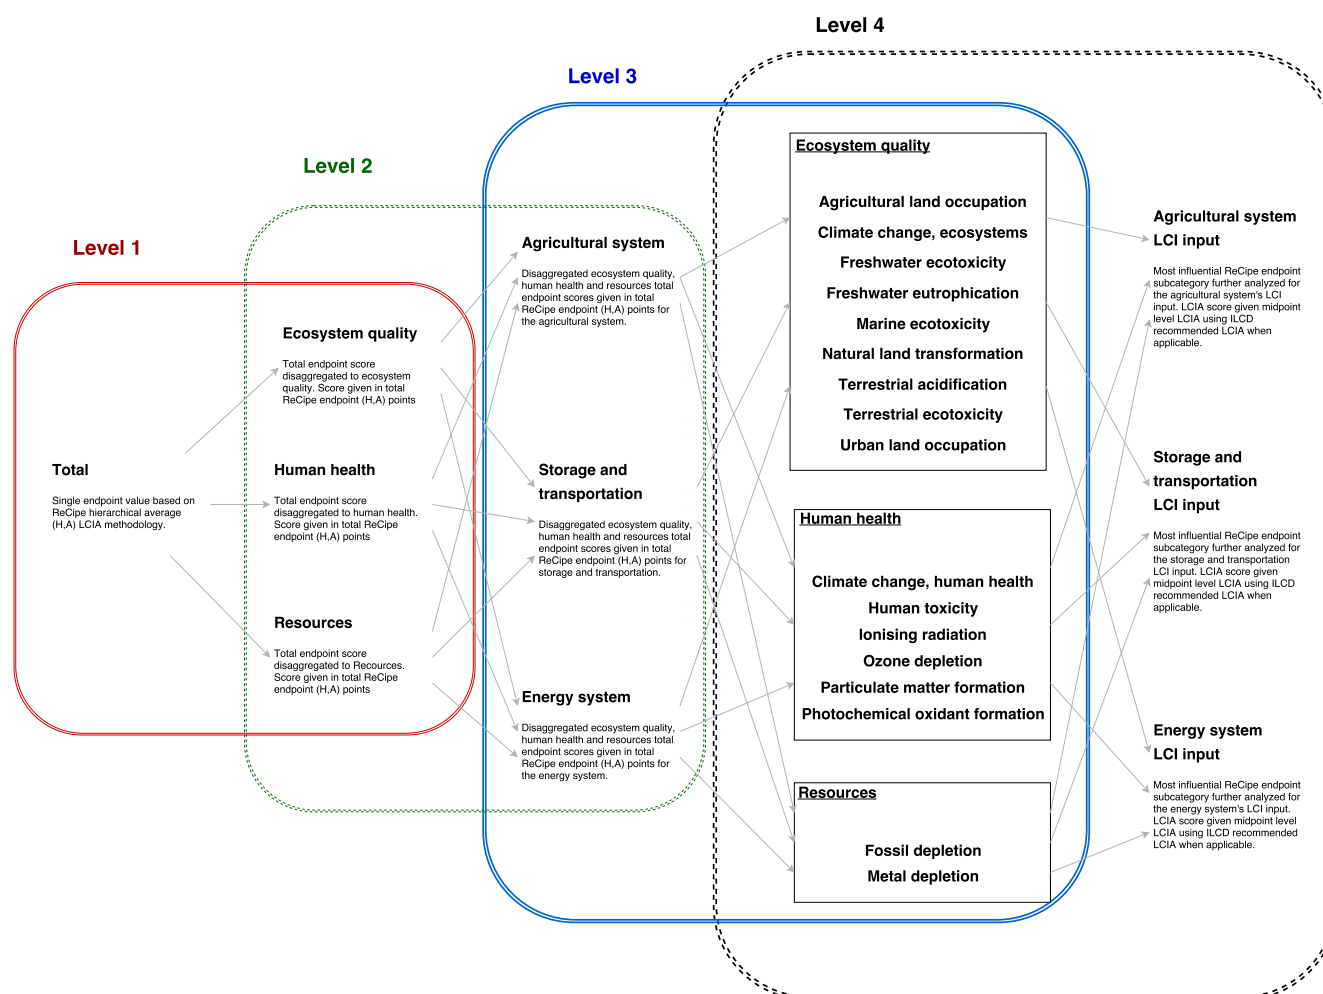 Level 4
Level 3
Level 2
Level 1
Total
Single endpoint value based on
ReCipe hierarchical average
(H,A) LCIA methodology.
Ecosystem quality
Total endpoint score
disaggregated to ecosystem
quality. Score given in total
ReCipe endpoint (H,A) points
Human health
Total endpoint score
disaggregated to human health.
Score given in total ReCipe
endpoint (H,A) points
Resources
Total endpoint score
disaggregated to Recources.
Score given in total ReCipe
endpoint (H,A) points
Agricultural system
Disaggregated ecosystem quality,
human health and resources total
endpoint scores given in total
ReCipe endpoint (H,A) points for
the agricultural system.
Storage and
transportation
Disaggregated ecosystem quality,
human health and resources total
endpoint scores given in total
ReCipe endpoint (H,A) points for
storage and transportation.
Energy system
Disaggregated ecosystem quality,
human health and resources total
endpoint scores given in total
ReCipe endpoint (H,A) points for
the energy system.
Ecosystem quality
Agricultural land occupation
Climate change, ecosystems
Freshwater ecotoxicity
Freshwater eutrophication
Marine ecotoxicity
Natural land transformation
Terrestrial acidification
Terrestrial ecotoxicity
Urban land occupation
Human health
Climate change, human health
Human toxicity
Ionising radiation
Ozone depletion
Particulate matter formation
Photochemical oxidant formation
Resources
Fossil depletion
Metal depletion
Agricultural system
LCI input
Most influential ReCipe endpoint
subcategory further analyzed for
the agricultural system's LCI
input. LCIA score given midpoint
level LCIA using ILCD
recommended LCIA when
applicable.
Storage and
transportation
LCI input
Most influential ReCipe endpoint
subcategory further analyzed for
the storage and transportation
LCI input. LCIA score given
midpoint level LCIA using ILCD
recommended LCIA when
applicable.
Energy system
LCI input
Most influential ReCipe endpoint
subcategory further analyzed for
the energy system's LCI input.
LCIA score given midpoint level
LCIA using ILCD recommended
LCIA when applicable.